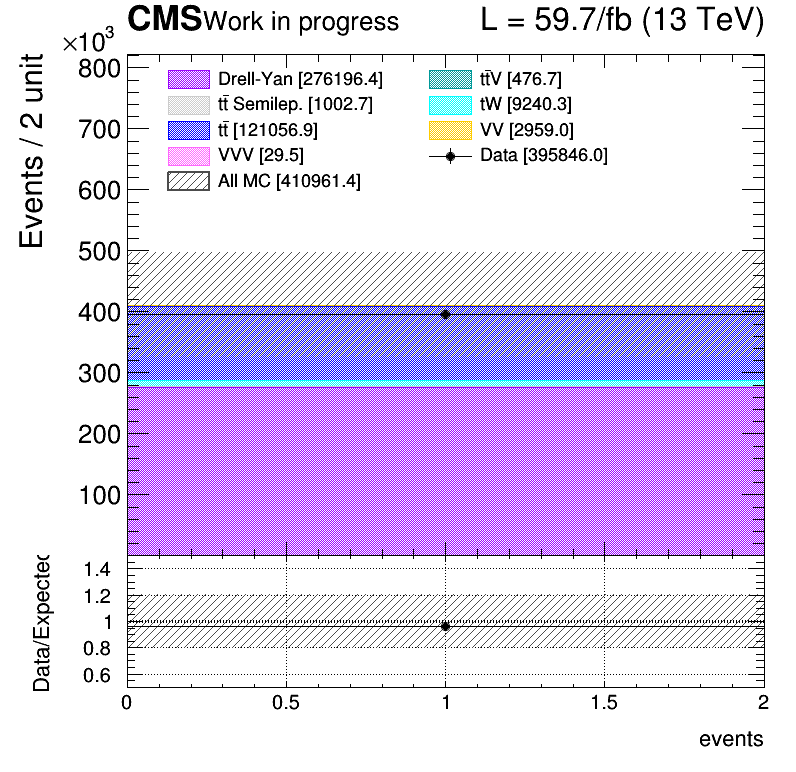 CMS Work in progress L = 59.7/fb (13 TeV)
×10³
Events / 2 unit
800
700
600
500
400
300
200
100
Drell-Yan [276196.4]
tt̄ Semilep. [1002.7]
tt̄ [121056.9]
VVV [29.5]
All MC [410961.4]
tt̄V [476.7]
tW [9240.3]
VV [2959.0]
Data [395846.0]
Data/Expected
1.4
1.2
1
0.8
0.6
0 0.5 1 1.5 2
events